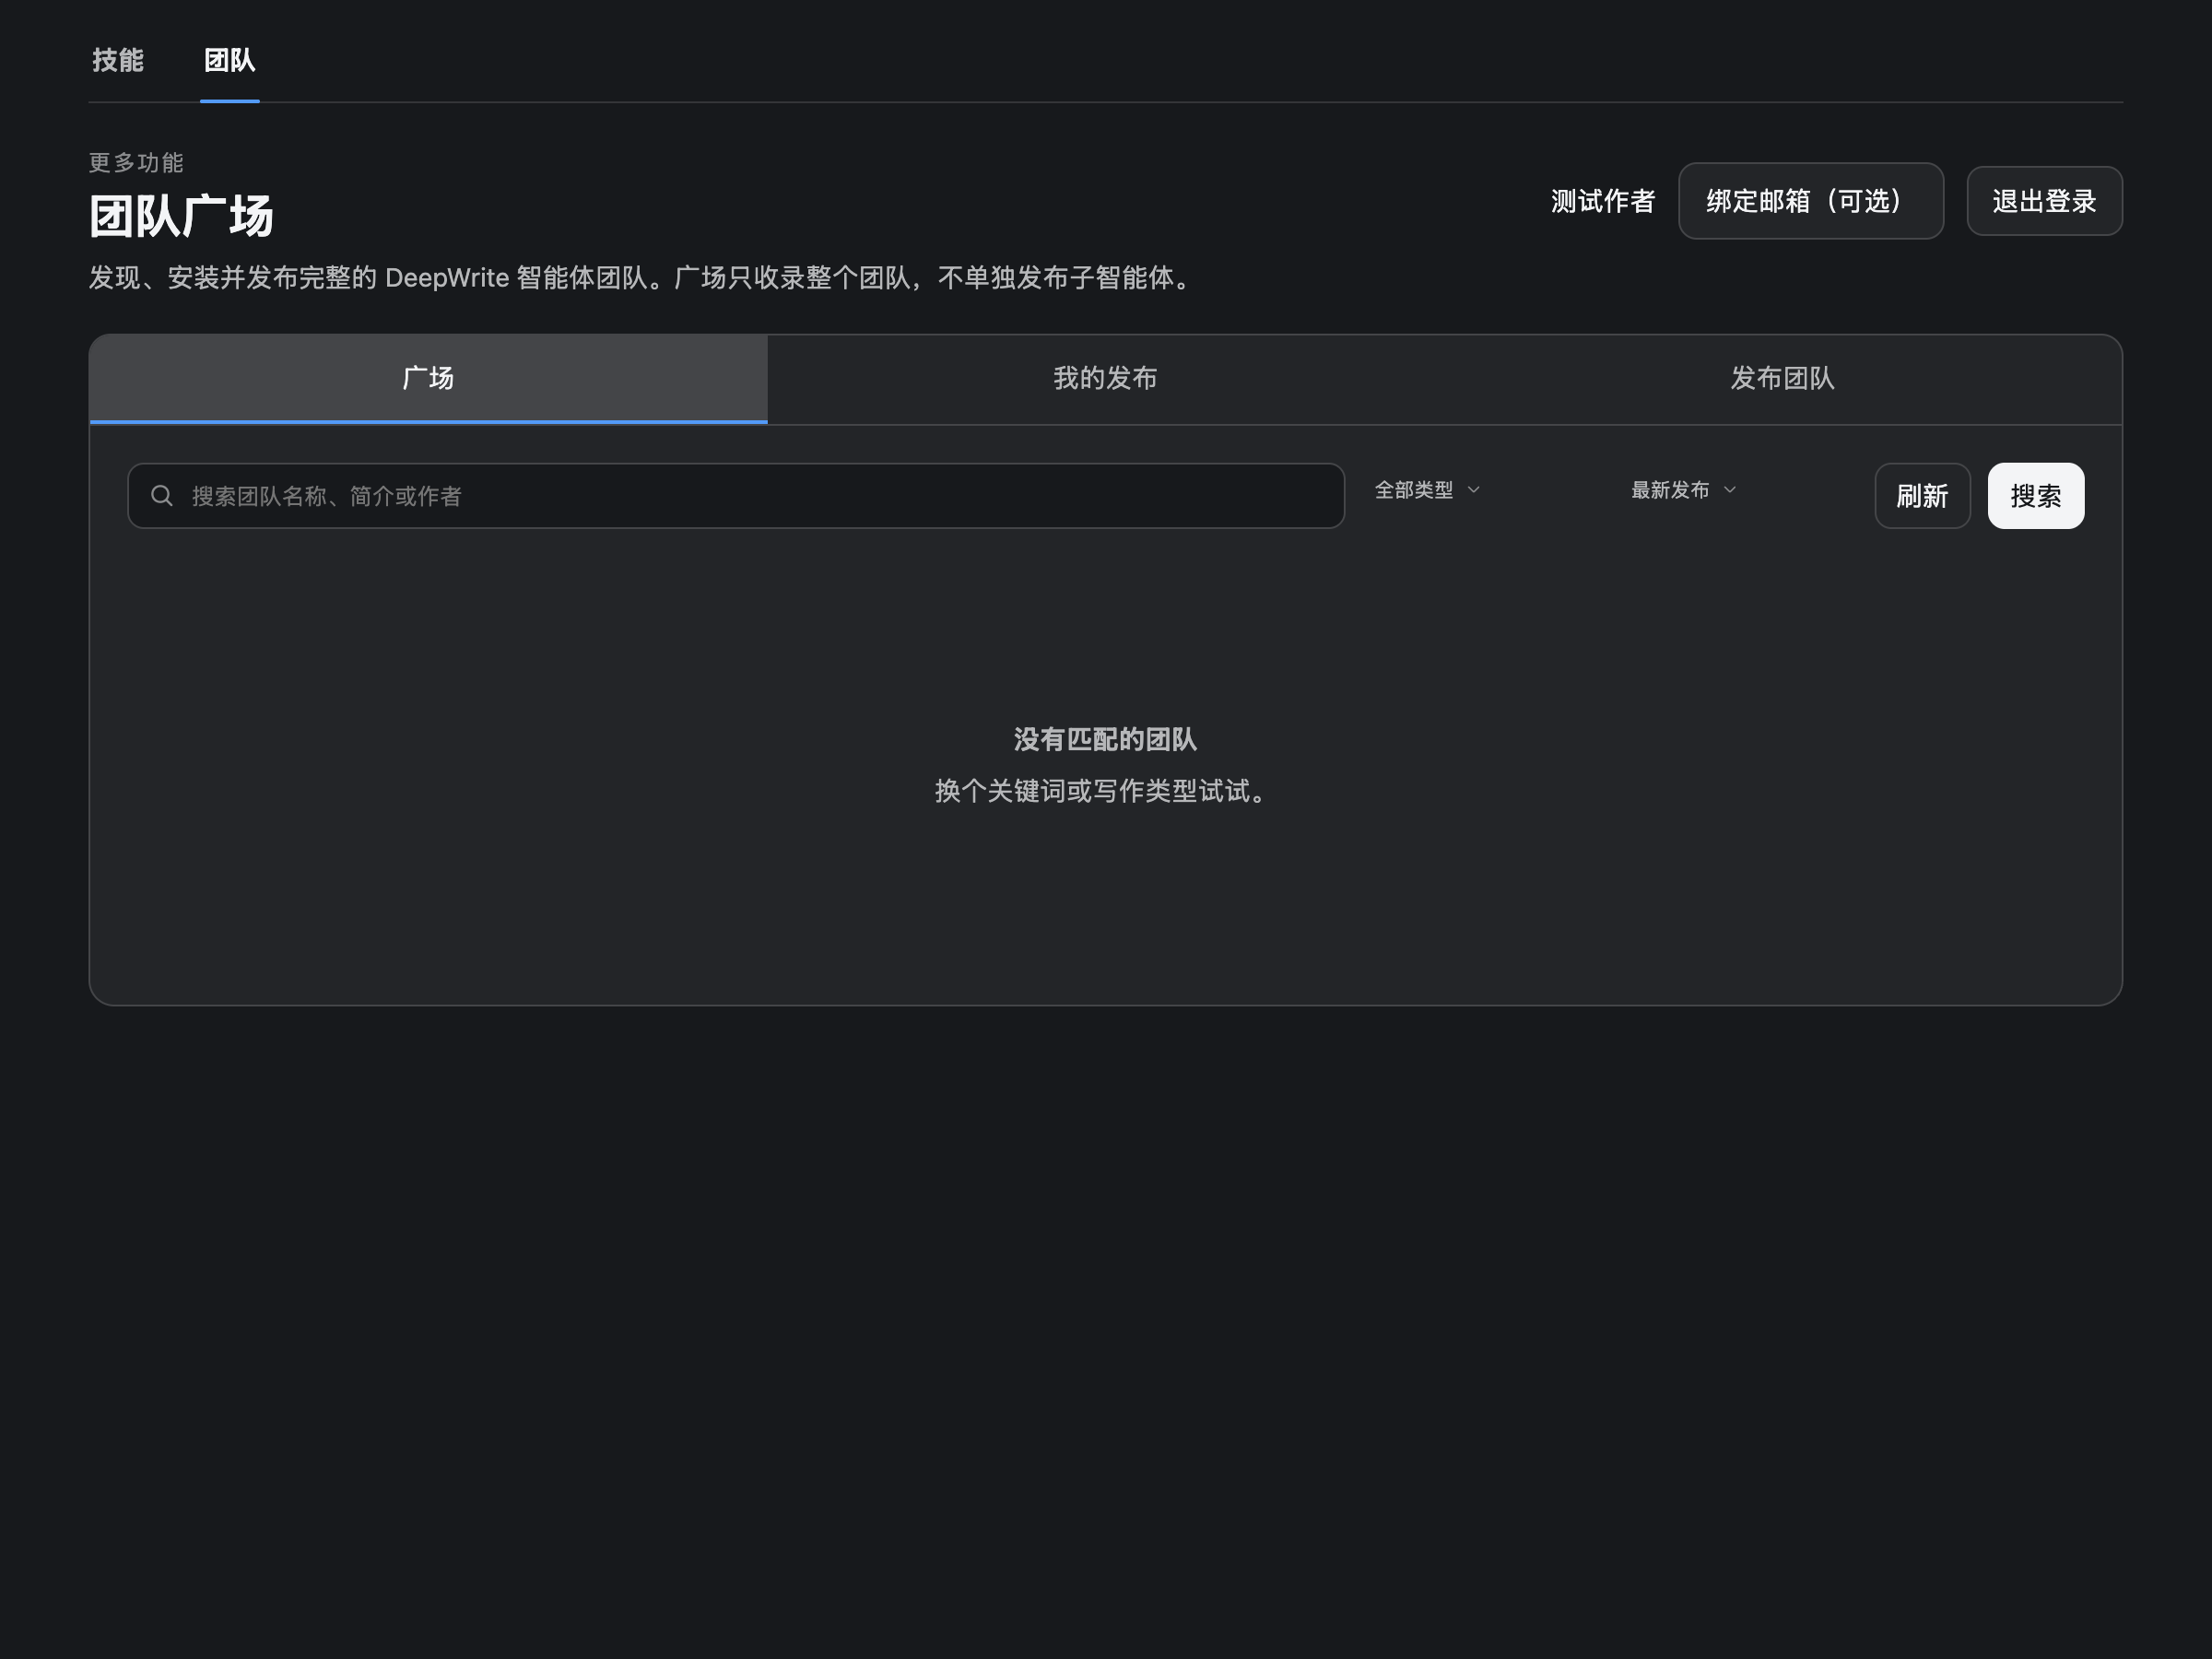 技能 团队
更多功能
团队广场
测试作者 绑定邮箱（可选） 退出登录
发现、安装并发布完整的 DeepWrite 智能体团队。广场只收录整个团队，不单独发布子智能体。
广场 我的发布 发布团队
搜索团队名称、简介或作者 全部类型 最新发布 刷新 搜索
没有匹配的团队
换个关键词或写作类型试试。